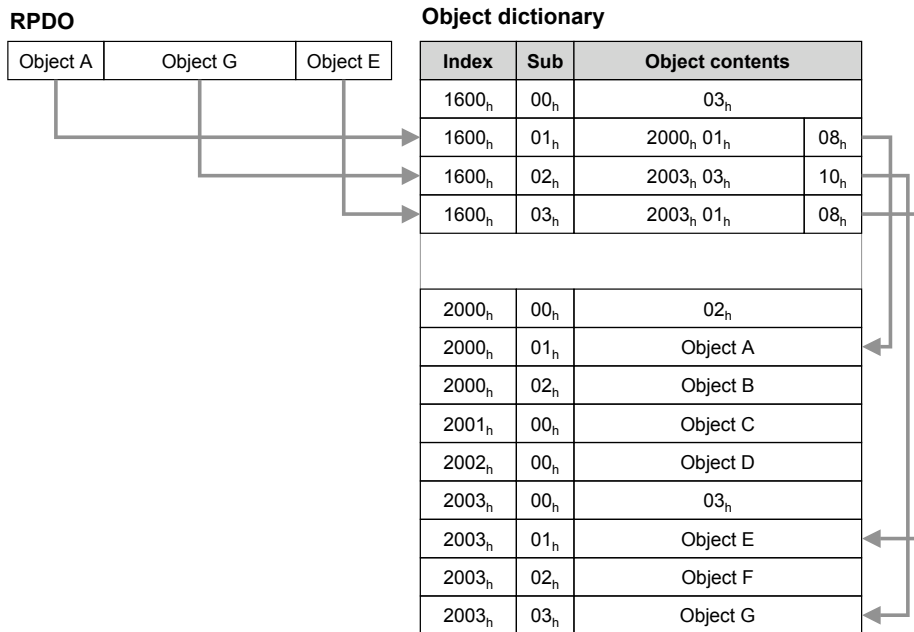 RPDO
Object A Object G Object E
Object dictionary
Index Sub Object contents
1600h 00h 03h
1600h 01h 2000h 01h 08h
1600h 02h 2003h 03h 10h
1600h 03h 2003h 01h 08h
2000h 00h 02h
2000h 01h Object A
2000h 02h Object B
2001h 00h Object C
2002h 00h Object D
2003h 00h 03h
2003h 01h Object E
2003h 02h Object F
2003h 03h Object G